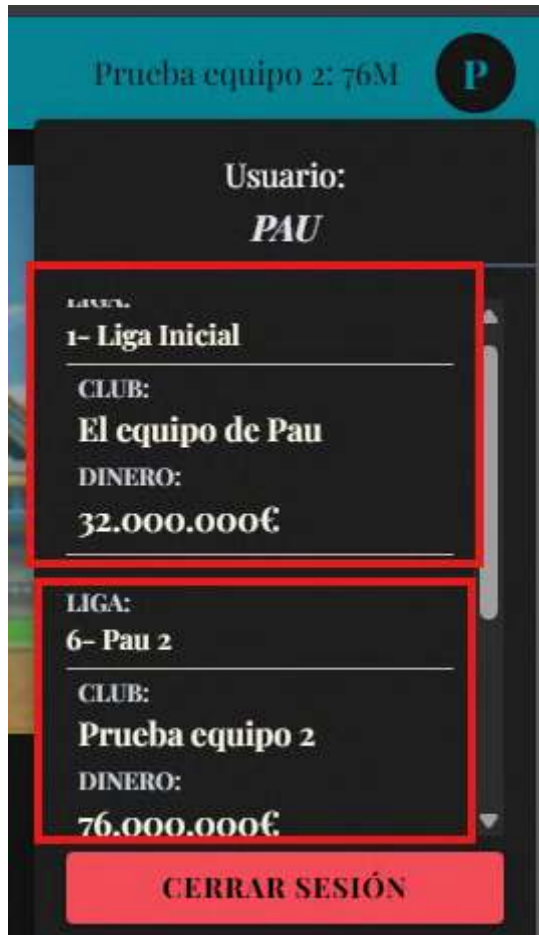 Prueba equipo 2: 76M
P
Usuario:
PAU
LIGA:
1- Liga Inicial
CLUB:
El equipo de Pau
DINERO:
32.000.000€
LIGA:
6- Pau 2
CLUB:
Prueba equipo 2
DINERO:
76.000.000€
CERRAR SESIÓN